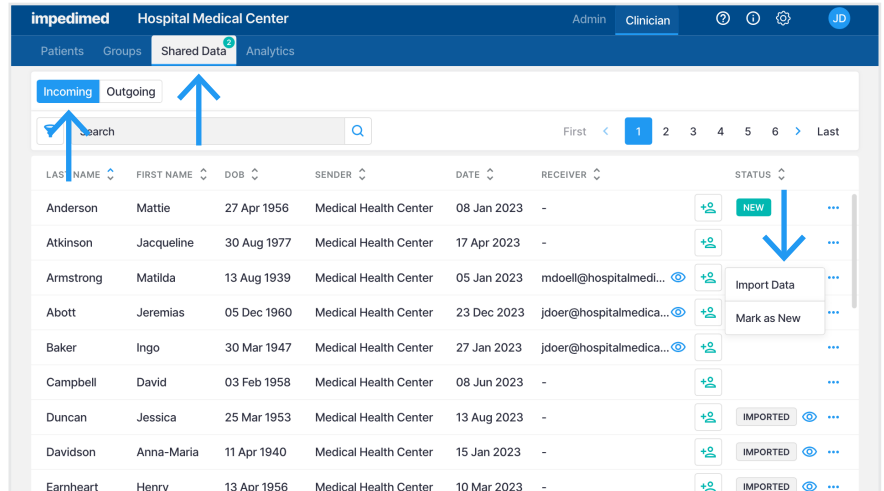 impedimed Hospital Medical Center Admin Clinician JD
Patients Groups Shared Data 2 Analytics
Incoming Outgoing
Search First 1 2 3 4 5 6 Last
LAST NAME FIRST NAME DOB SENDER DATE RECEIVER STATUS
Anderson Mattie 27 Apr 1956 Medical Health Center 08 Jan 2023 - NEW
Atkinson Jacqueline 30 Aug 1977 Medical Health Center 17 Apr 2023 -
Armstrong Matilda 13 Aug 1939 Medical Health Center 05 Jan 2023 mdoell@hospitalmedi... Import Data
Abott Jeremias 05 Dec 1960 Medical Health Center 23 Dec 2023 jdoer@hospitalmedica... Mark as New
Baker Ingo 30 Mar 1947 Medical Health Center 27 Jan 2023 jdoer@hospitalmedica...
Campbell David 03 Feb 1958 Medical Health Center 08 Jun 2023 -
Duncan Jessica 25 Mar 1953 Medical Health Center 13 Aug 2023 - IMPORTED
Davidson Anna-Maria 11 Apr 1940 Medical Health Center 15 Jan 2023 - IMPORTED
Earnheart Henry 13 Apr 1956 Medical Health Center 10 Mar 2023 - IMPORTED